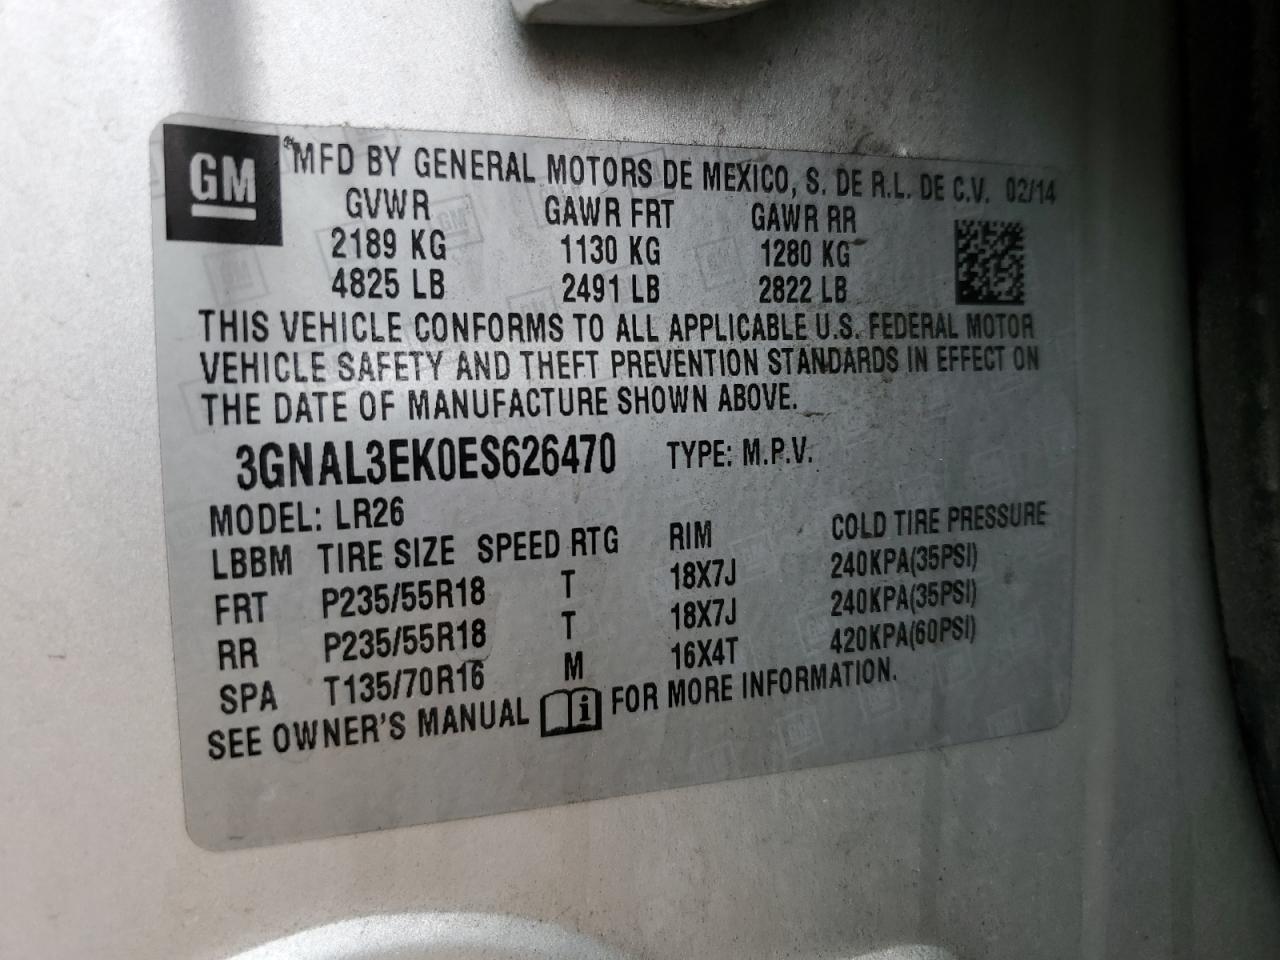 GM MFD BY GENERAL MOTORS DE MEXICO, S. DE R.L. DE C.V. 02/14
GVWR GAWR FRT GAWR RR
2189 KG 1130 KG 1280 KG
4825 LB 2491 LB 2822 LB
THIS VEHICLE CONFORMS TO ALL APPLICABLE U.S. FEDERAL MOTOR
VEHICLE SAFETY AND THEFT PREVENTION STANDARDS IN EFFECT ON
THE DATE OF MANUFACTURE SHOWN ABOVE.
3GNAL3EK0ES626470 TYPE: M.P.V.
MODEL: LR26
LBBM TIRE SIZE SPEED RTG RIM COLD TIRE PRESSURE
FRT P235/55R18 T 18X7J 240KPA(35PSI)
RR P235/55R18 T 18X7J 240KPA(35PSI)
SPA T135/70R16 M 16X4T 420KPA(60PSI)
SEE OWNER'S MANUAL i FOR MORE INFORMATION.